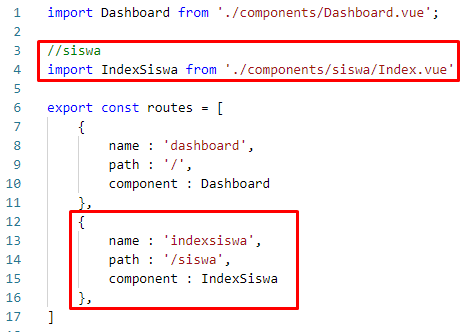 1 import Dashboard from './components/Dashboard.vue';
2
3 //siswa
4 import IndexSiswa from './components/siswa/Index.vue'
5
6 export const routes = [
7 {
8 name : 'dashboard',
9 path : '/',
10 component : Dashboard
11 },
12 {
13 name : 'indexsiswa',
14 path : '/siswa',
15 component : IndexSiswa
16 },
17 ]